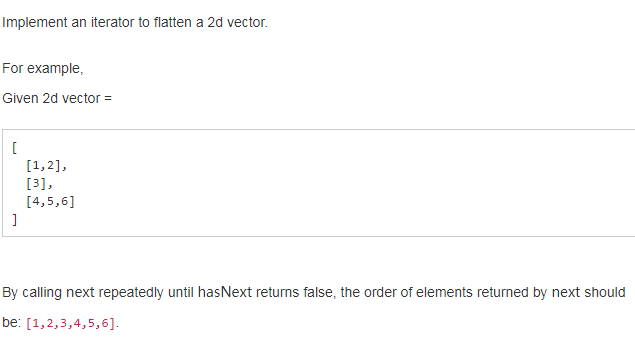 Implement an iterator to flatten a 2d vector.
For example,
Given 2d vector =
[
[1,2],
[3],
[4,5,6]
]
By calling next repeatedly until hasNext returns false, the order of elements returned by next should
be: [1,2,3,4,5,6].